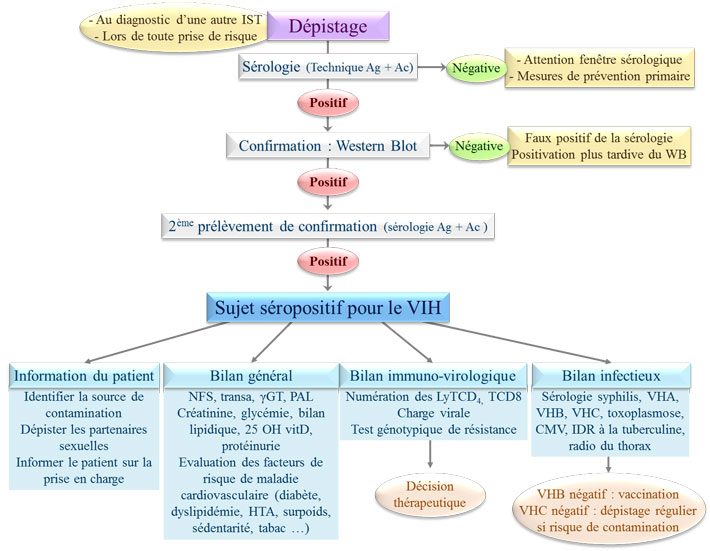 - Au diagnostic d'une autre IST
- Lors de toute prise de risque
Dépistage
Sérologie (Technique Ag + Ac)
Négative
- Attention fenêtre sérologique
- Mesures de prévention primaire
Positif
Confirmation : Western Blot
Négative
Faux positif de la sérologie
Positivation plus tardive du WB
Positif
2ème prélèvement de confirmation (sérologie Ag + Ac )
Positif
Sujet séropositif pour le VIH
Information du patient
Identifier la source de
contamination
Dépister les partenaires
sexuelles
Informer le patient sur la
prise en charge
Bilan général
NFS, transa, γGT, PAL
Créatinine, glycémie, bilan
lipidique, 25 OH vitD,
protéinurie
Evaluation des facteurs de
risque de maladie
cardiovasculaire (diabète,
dyslipidémie, HTA, surpoids,
sédentarité, tabac …)
Bilan immuno-virologique
Numération des LyTCD4, TCD8
Charge virale
Test génotypique de résistance
Décision
thérapeutique
Bilan infectieux
Sérologie syphilis, VHA,
VHB, VHC, toxoplasmose,
CMV, IDR à la tuberculine,
radio du thorax
VHB négatif : vaccination
VHC négatif : dépistage régulier
si risque de contamination